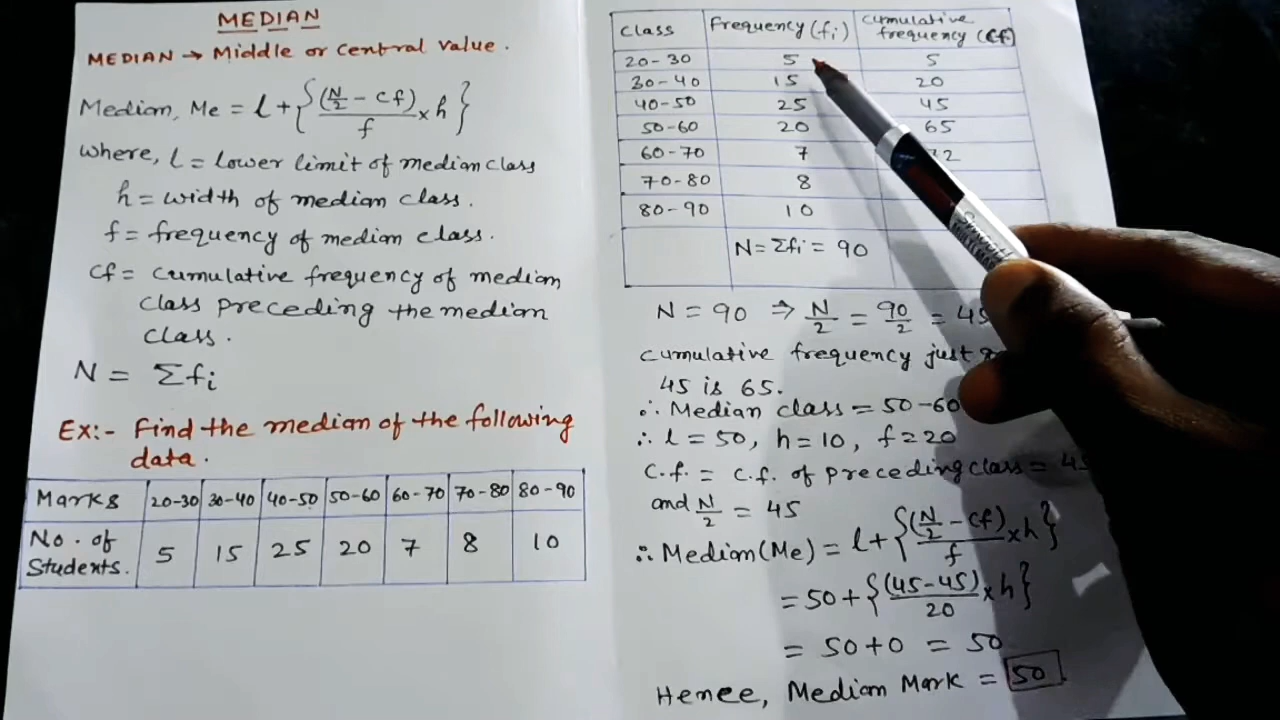 MEDIAN
MEDIAN → Middle or Central value.
Median, Me = l + { (N/2 - cf)/f × h }
where, l = lower limit of median class
h = width of median class.
f = frequency of median class.
Cf = Cumulative frequency of median
class preceding the median
class.
N = Σfi
Ex:- Find the median of the following
data.
Marks 20-30 30-40 40-50 50-60 60-70 70-80 80-90
No. of
Students. 5 15 25 20 7 8 10
Class Frequency (fi) Cumulative frequency (Cf)
20-30 5 5
30-40 15 20
40-50 25 45
50-60 20 65
60-70 7
70-80 8
80-90 10
N = Σfi = 90
N = 90 ⇒ N/2 = 90/2 = 45
Cumulative frequency just
45 is 65.
∴ Median class = 50-60
∴ l = 50, h = 10, f = 20
C.f. = C.f. of preceding class = 45
and N/2 = 45
∴ Median (Me) = l + { (N/2 - cf)/f × h }
= 50 + { (45-45)/20 × h }
= 50 + 0 = 50
Hence, Median Mark = 50